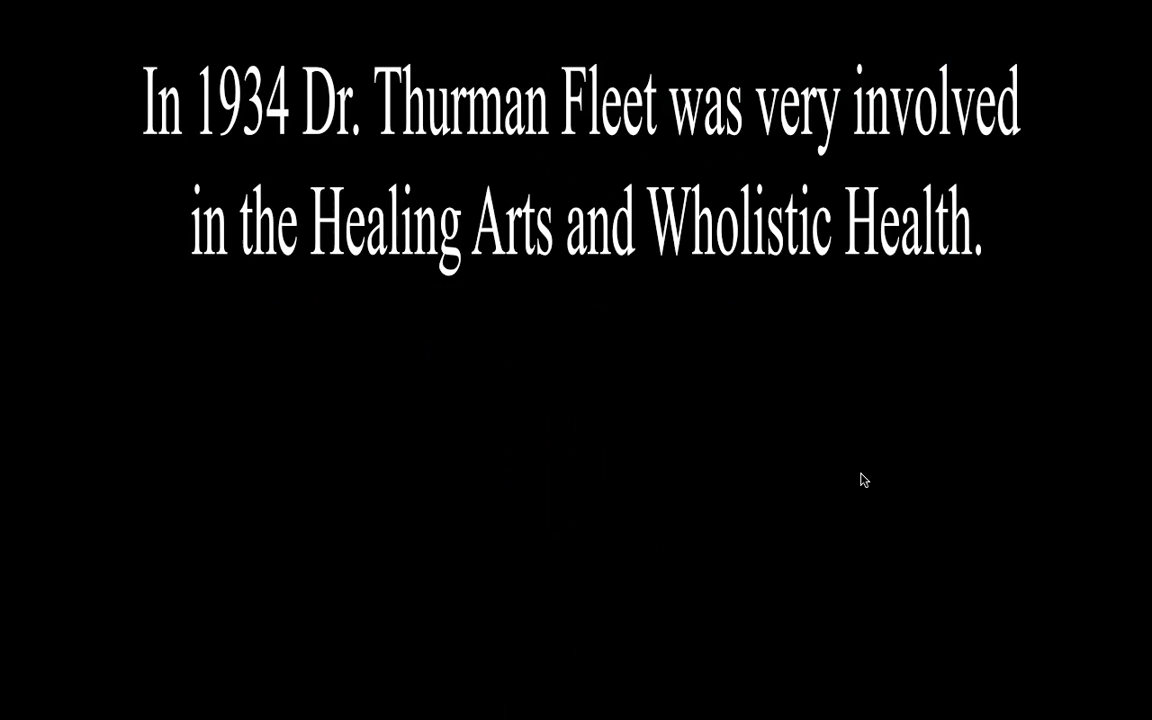 In 1934 Dr. Thurman Fleet was very involved
in the Healing Arts and Wholistic Health.